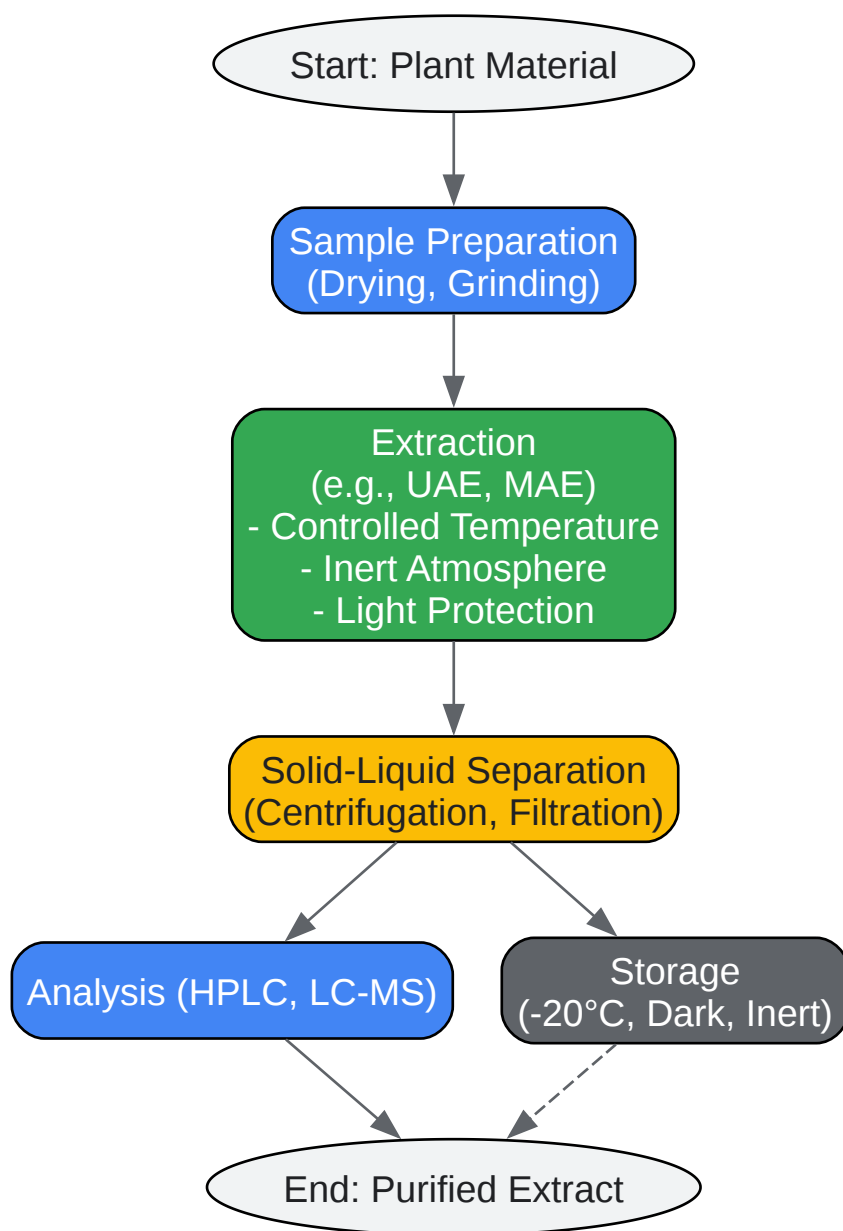 Start: Plant Material
Sample Preparation
(Drying, Grinding)
Extraction
(e.g., UAE, MAE)
- Controlled Temperature
- Inert Atmosphere
- Light Protection
Solid-Liquid Separation
(Centrifugation, Filtration)
Analysis (HPLC, LC-MS)
Storage
(-20°C, Dark, Inert)
End: Purified Extract